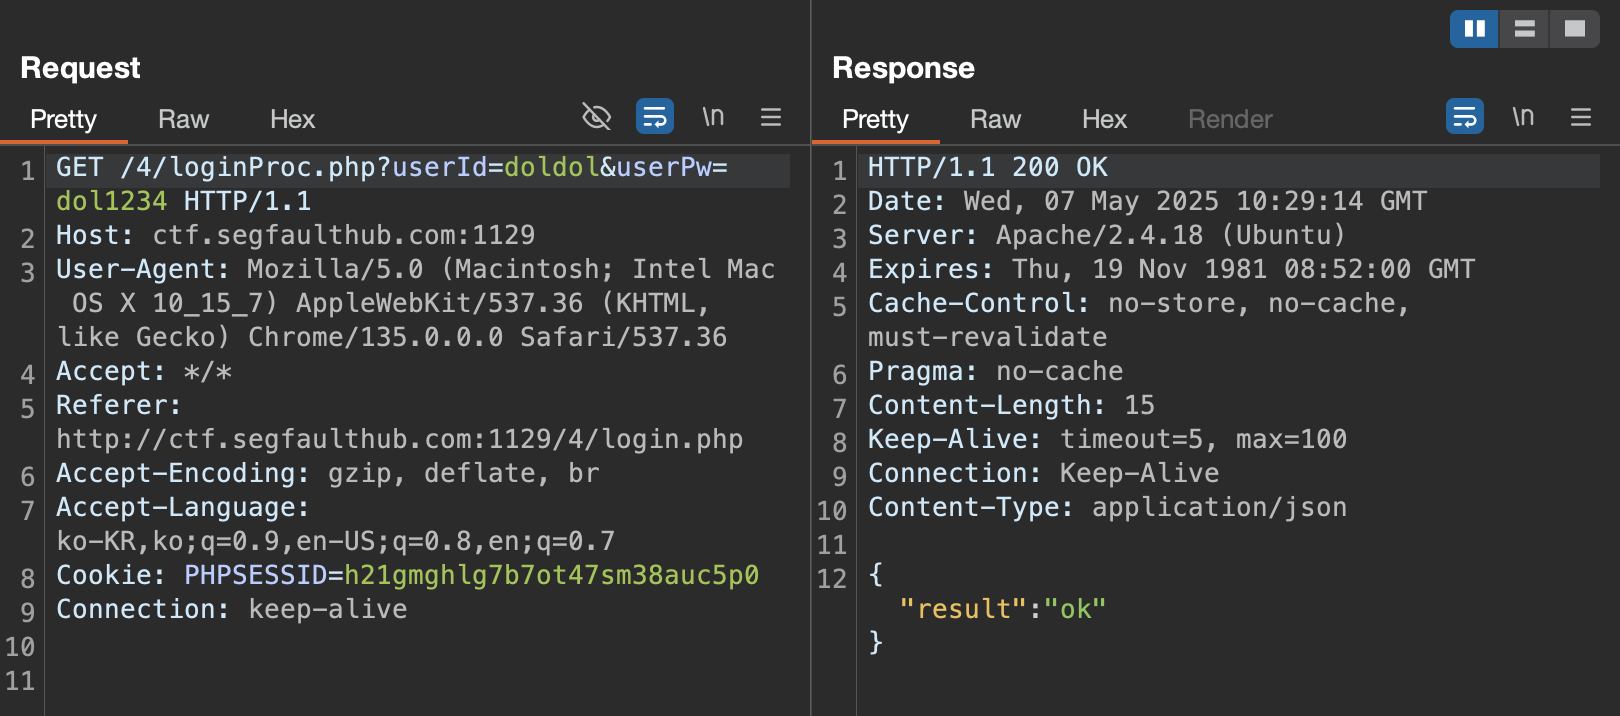 Request
Pretty Raw Hex \n
1 GET /4/loginProc.php?userId=doldol&userPw=
dol1234 HTTP/1.1
2 Host: ctf.segfaulthub.com:1129
3 User-Agent: Mozilla/5.0 (Macintosh; Intel Mac
OS X 10_15_7) AppleWebKit/537.36 (KHTML,
like Gecko) Chrome/135.0.0.0 Safari/537.36
4 Accept: */*
5 Referer:
http://ctf.segfaulthub.com:1129/4/login.php
6 Accept-Encoding: gzip, deflate, br
7 Accept-Language:
ko-KR,ko;q=0.9,en-US;q=0.8,en;q=0.7
8 Cookie: PHPSESSID=h21gmghlg7b7ot47sm38auc5p0
9 Connection: keep-alive
10
11
Response
Pretty Raw Hex Render \n
1 HTTP/1.1 200 OK
2 Date: Wed, 07 May 2025 10:29:14 GMT
3 Server: Apache/2.4.18 (Ubuntu)
4 Expires: Thu, 19 Nov 1981 08:52:00 GMT
5 Cache-Control: no-store, no-cache,
must-revalidate
6 Pragma: no-cache
7 Content-Length: 15
8 Keep-Alive: timeout=5, max=100
9 Connection: Keep-Alive
10 Content-Type: application/json
11
12 {
"result":"ok"
}